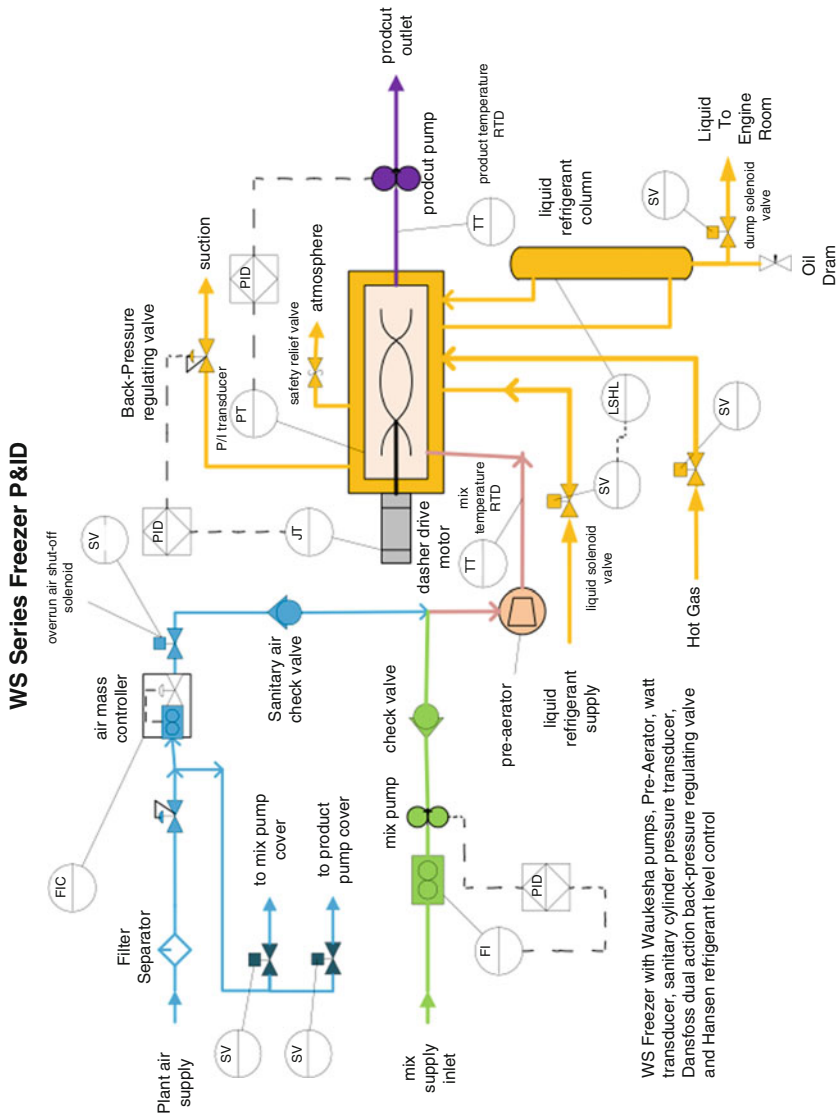 WS Series Freezer P&ID
Plant air
supply
Filter
Separator
FIC
air mass
controller
overrun air shut-off
solenoid
SV
Sanitary air
check valve
SV
SV
to mix pump
cover
to product
pump cover
mix
supply
inlet
FI
PID
mix pump
check valve
pre-aerator
TT
mix
temperature
RTD
PID
JT
dasher drive
motor
Back-Pressure
regulating valve
P/I transducer
suction
PT
PID
safety relief valve
atmosphere
prodcut pump
prodcut
outlet
TT
product temperature
RTD
liquid
refrigerant
column
SV
dump solenoid
valve
Liquid
To
Engine
Room
Oil
Dram
LSHL
SV
liquid solenoid
valve
liquid
refrigerant
supply
SV
Hot Gas
WS Freezer with Waukesha pumps, Pre-Aerator, watt
transducer, sanitary cylinder pressure transducer,
Dansfoss dual action back-pressure regulating valve
and Hansen refrigerant level control